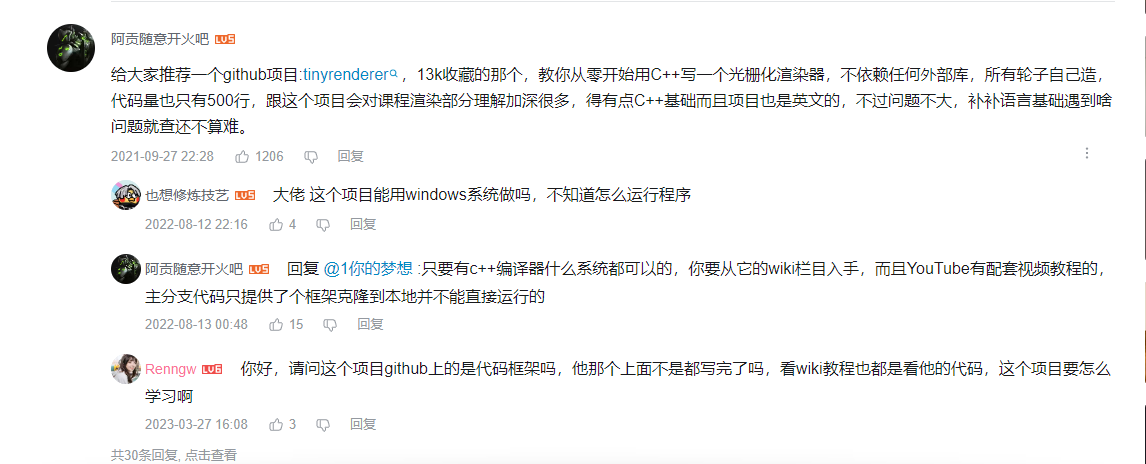 阿贡随意开火吧 LV5
给大家推荐一个github项目:tinyrenderer，13k收藏的那个，教你从零开始用C++写一个光栅化渲染器，不依赖任何外部库，所有轮子自己造，
代码量也只有500行，跟这个项目会对课程渲染部分理解加深很多，得有点C++基础而且项目也是英文的，不过问题不大，补补语言基础遇到啥
问题就查还不算难。
2021-09-27 22:28 1206 回复
也想修炼技艺 LV5 大佬 这个项目能用windows系统做吗，不知道怎么运行程序
2022-08-12 22:16 4 回复
阿贡随意开火吧 LV5 回复 @1你的梦想 :只要有c++编译器什么系统都可以的，你要从它的wiki栏目入手，而且YouTube有配套视频教程的，
主分支代码只提供了个框架克隆到本地并不能直接运行的
2022-08-13 00:48 15 回复
Renngw LV6 你好，请问这个项目github上的是代码框架吗，他那个上面不是都写完了吗，看wiki教程也都是看他的代码，这个项目要怎么
学习啊
2023-03-27 16:08 3 回复
共30条回复, 点击查看